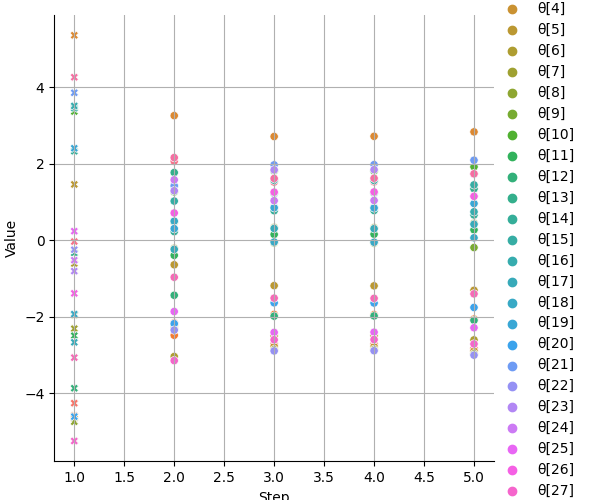 Value
4
2
0
−2
−4
1.0 1.5 2.0 2.5 3.0 3.5 4.0 4.5 5.0
Step
θ[4]
θ[5]
θ[6]
θ[7]
θ[8]
θ[9]
θ[10]
θ[11]
θ[12]
θ[13]
θ[14]
θ[15]
θ[16]
θ[17]
θ[18]
θ[19]
θ[20]
θ[21]
θ[22]
θ[23]
θ[24]
θ[25]
θ[26]
θ[27]